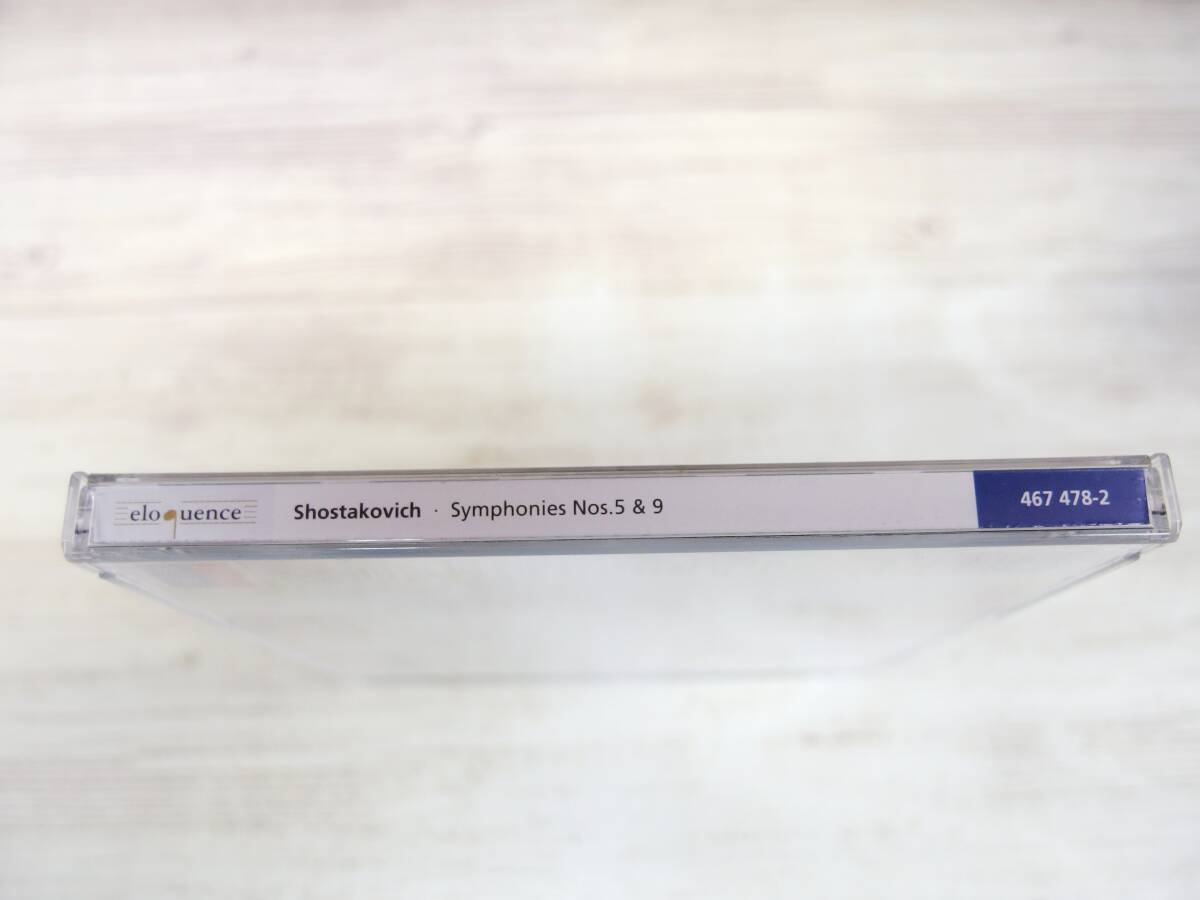 eloquence Shostakovich · Symphonies Nos.5 & 9 467 478-2